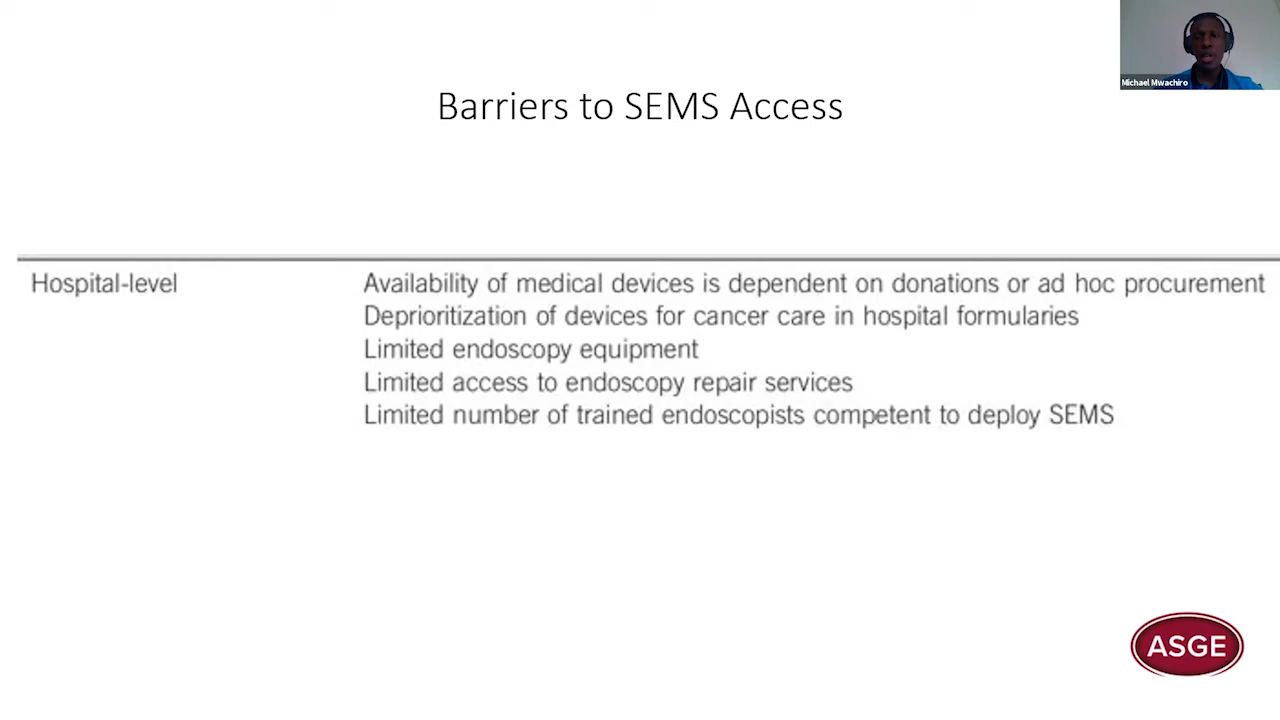 Michael Mwachiro
Barriers to SEMS Access
Hospital-level
Availability of medical devices is dependent on donations or ad hoc procurement
Deprioritization of devices for cancer care in hospital formularies
Limited endoscopy equipment
Limited access to endoscopy repair services
Limited number of trained endoscopists competent to deploy SEMS
ASGE